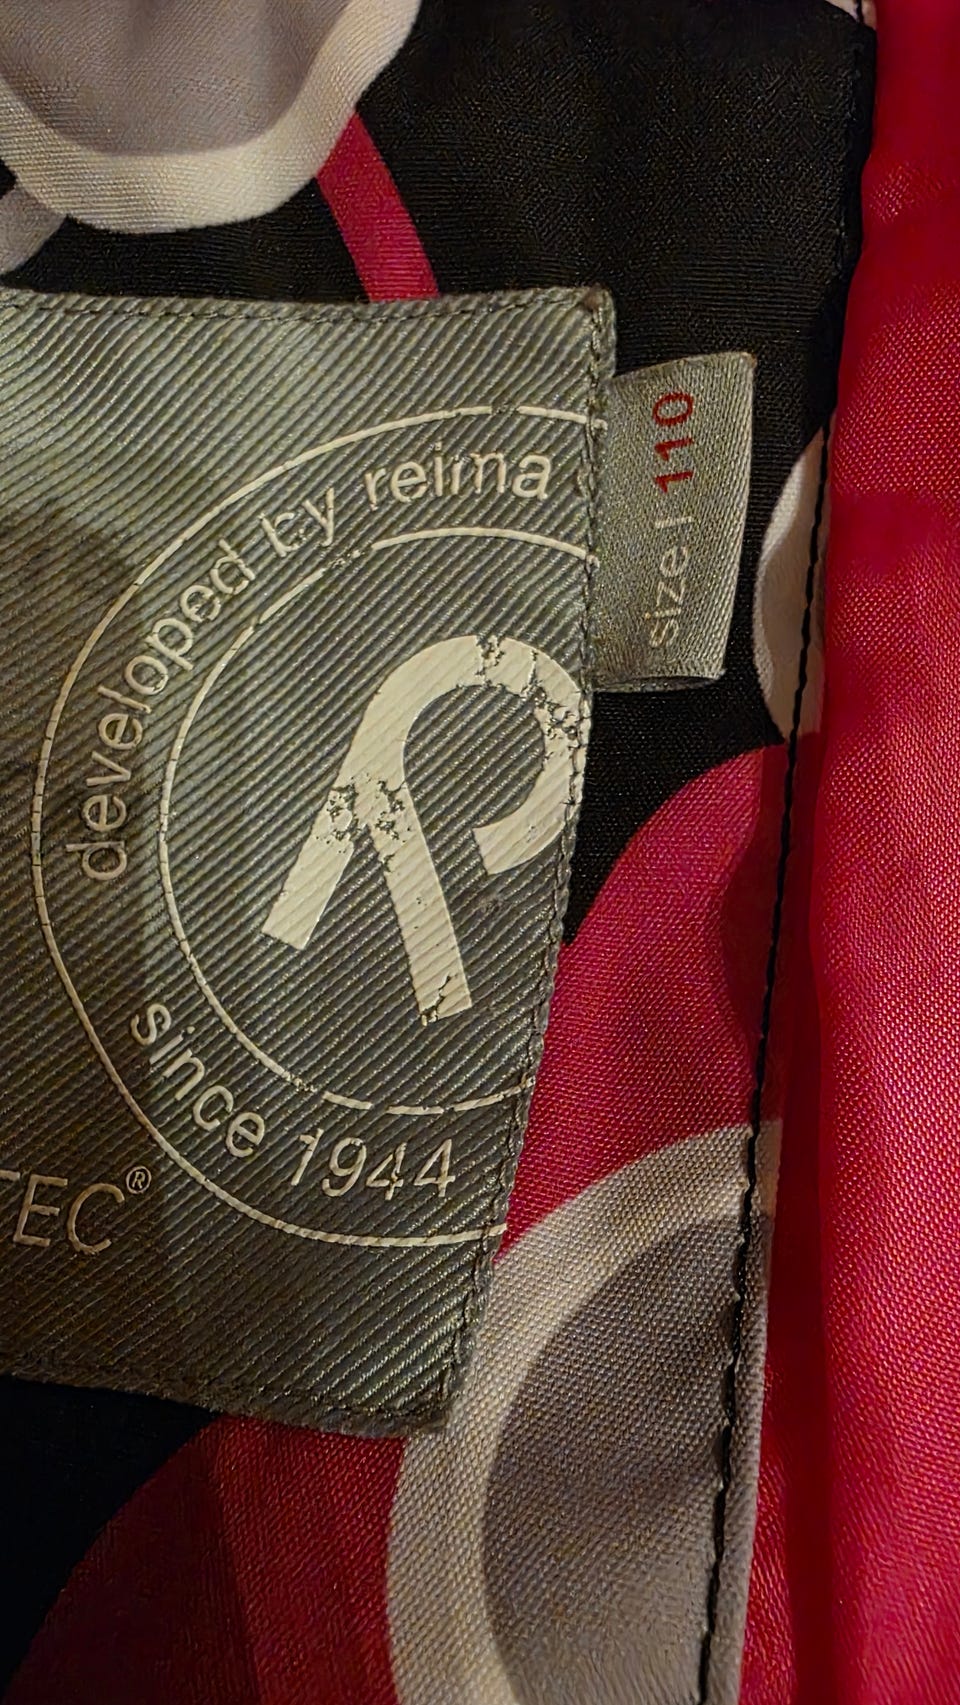 developed by reima
since 1944
TEC®
size | 110